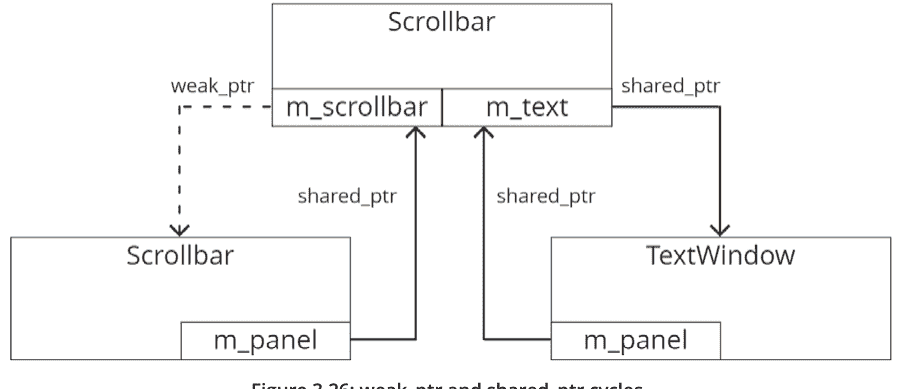 Scrollbar
weak_ptr
shared_ptr
m_scrollbar
m_text
shared_ptr
shared_ptr
Scrollbar
TextWindow
m_panel
m_panel
Figure 3.26: weak_ptr and shared_ptr cycles